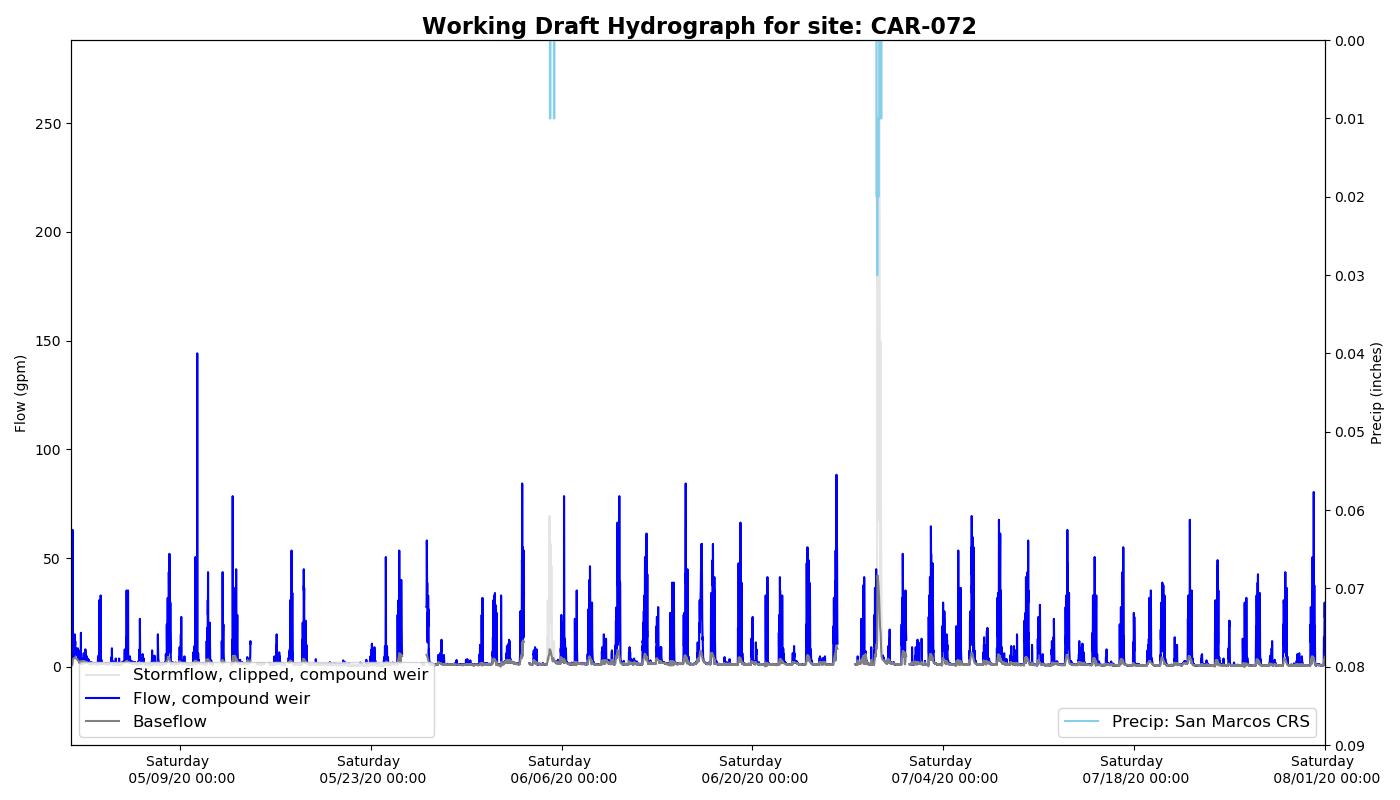 Working Draft Hydrograph for site: CAR-072
250
200
150
100
50
0
Flow (gpm)
0.00
0.01
0.02
0.03
0.04
0.05
0.06
0.07
0.08
0.09
Precip (inches)
Stormflow, clipped, compound weir
Flow, compound weir
Baseflow
Precip: San Marcos CRS
Saturday
05/09/20 00:00
Saturday
05/23/20 00:00
Saturday
06/06/20 00:00
Saturday
06/20/20 00:00
Saturday
07/04/20 00:00
Saturday
07/18/20 00:00
Saturday
08/01/20 00:00